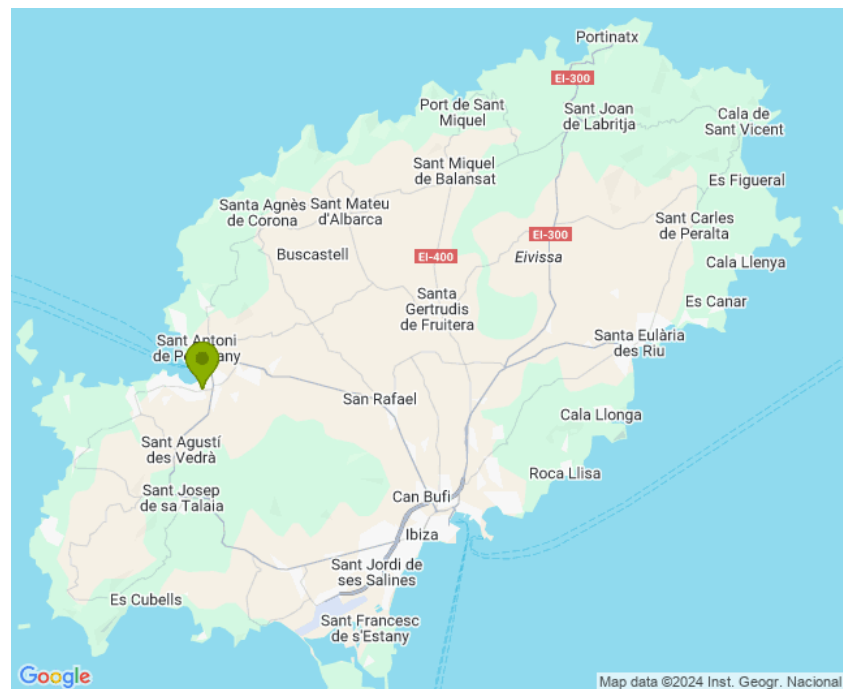 Portinatx
EI-300
Port de Sant
Miquel
Sant Joan
de Labritja
Cala de
Sant Vicent
Sant Miquel
de Balansat
Es Figueral
Santa Agnès
de Corona
Sant Mateu
d'Albarca
Sant Carles
de Peralta
EI-300
Buscastell
EI-400
Eivissa
Cala Llenya
Santa
Gertrudis
de Fruitera
Es Canar
Sant Antoni
Santa Eulària
des Riu
San Rafael
Cala Llonga
Sant Agustí
des Vedrà
Roca Llisa
Sant Josep
de sa Talaia
Can Bufi
Ibiza
Sant Jordi de
ses Salines
Es Cubells
Sant Francesc
de s'Estany
Google
Map data ©2024 Inst. Geogr. Nacional